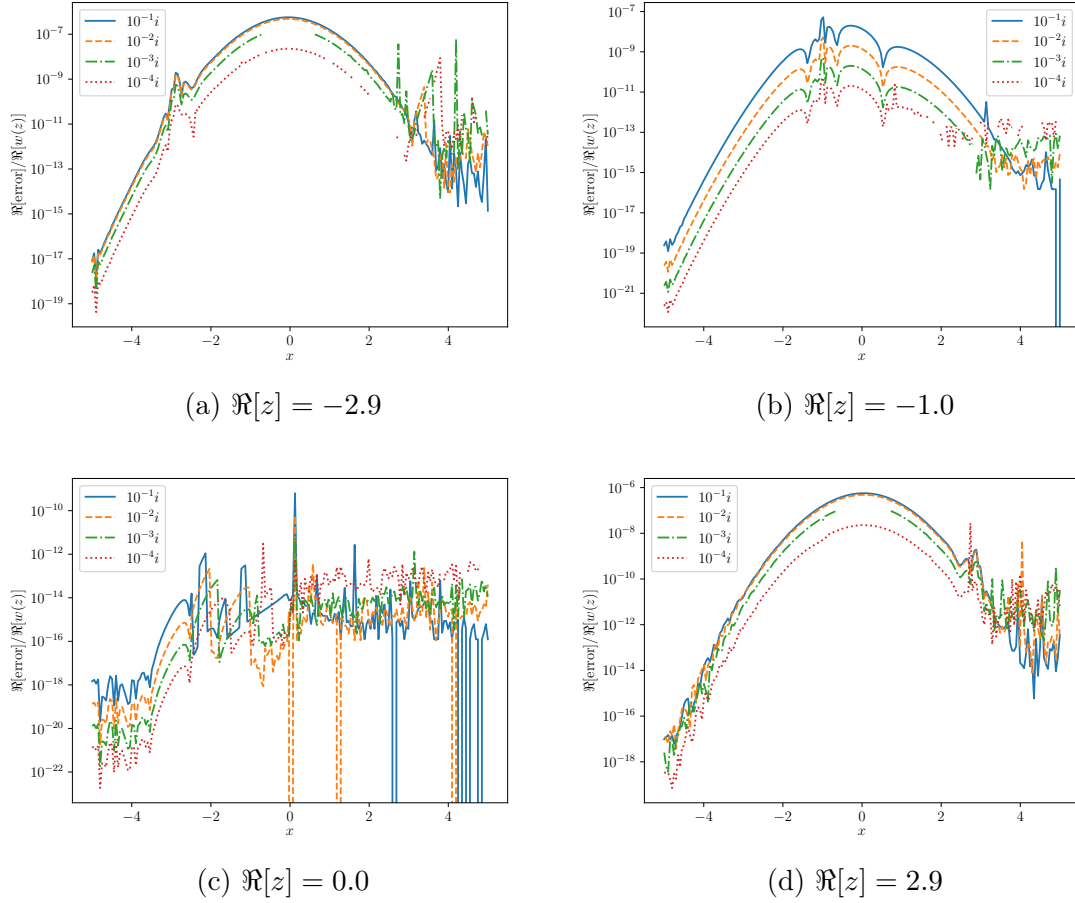 10⁻¹i
10⁻²i
10⁻³i
10⁻⁴i
10⁻⁷
10⁻⁹
10⁻¹¹
10⁻¹³
10⁻¹⁵
10⁻¹⁷
10⁻¹⁹
ℜ[error]/ℜ[w(z)]
−4 −2 0 2 4
x
(a) ℜ[z] = −2.9
10⁻¹i
10⁻²i
10⁻³i
10⁻⁴i
10⁻⁷
10⁻⁹
10⁻¹¹
10⁻¹³
10⁻¹⁵
10⁻¹⁷
10⁻¹⁹
10⁻²¹
ℜ[error]/ℜ[w(z)]
−4 −2 0 2 4
x
(b) ℜ[z] = −1.0
10⁻¹i
10⁻²i
10⁻³i
10⁻⁴i
10⁻¹⁰
10⁻¹²
10⁻¹⁴
10⁻¹⁶
10⁻¹⁸
10⁻²⁰
10⁻²²
ℜ[error]/ℜ[w(z)]
−4 −2 0 2 4
x
(c) ℜ[z] = 0.0
10⁻¹i
10⁻²i
10⁻³i
10⁻⁴i
10⁻⁶
10⁻⁸
10⁻¹⁰
10⁻¹²
10⁻¹⁴
10⁻¹⁶
10⁻¹⁸
ℜ[error]/ℜ[w(z)]
−4 −2 0 2 4
x
(d) ℜ[z] = 2.9